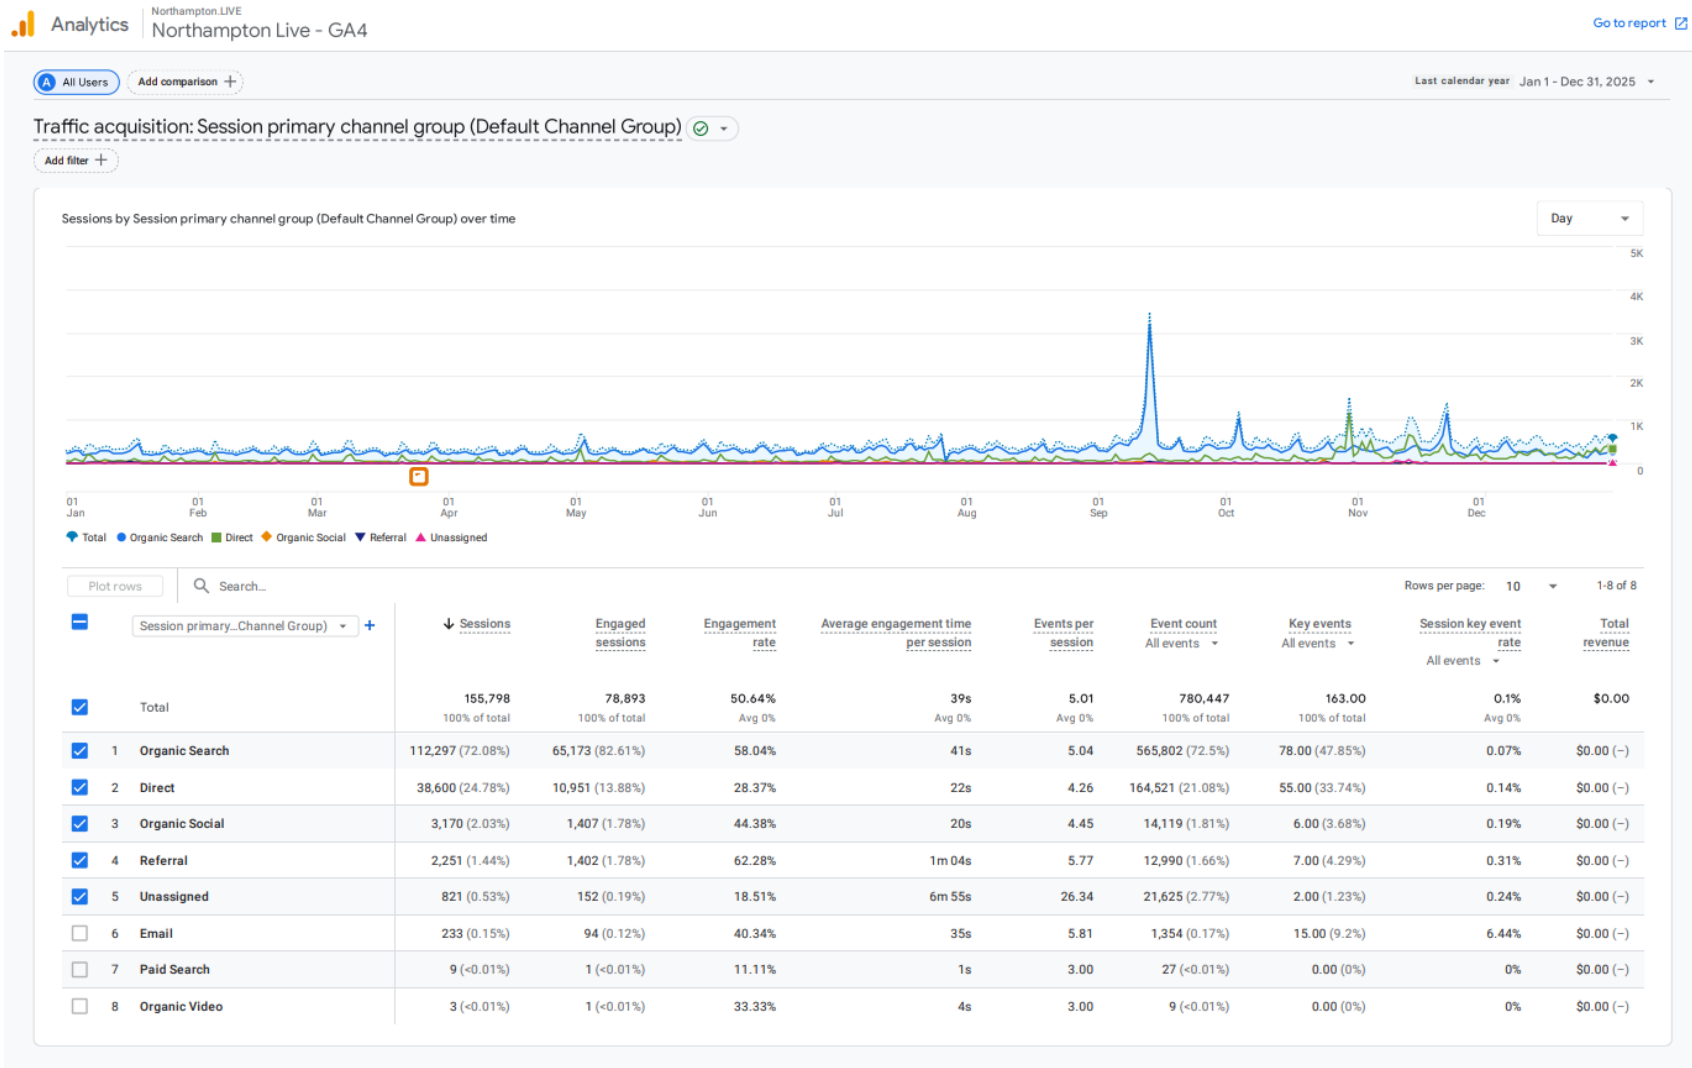 Analytics
Northampton.LIVE
Northampton Live - GA4
Go to report
A All Users
Add comparison +
Last calendar year Jan 1 - Dec 31, 2025
Traffic acquisition: Session primary channel group (Default Channel Group)
Add filter +
Sessions by Session primary channel group (Default Channel Group) over time
Day
5K
4K
3K
2K
1K
0
01 Jan
01 Feb
01 Mar
01 Apr
01 May
01 Jun
01 Jul
01 Aug
01 Sep
01 Oct
01 Nov
01 Dec
Total Organic Search Direct Organic Social Referral Unassigned
Plot rows
Search...
Rows per page: 10 1-8 of 8
Session primary...Channel Group) +
Sessions
Engaged sessions
Engagement rate
Average engagement time per session
Events per session
Event count
All events
Key events
All events
Session key event rate
All events
Total revenue
Total 155,798 78,893 50.64% 39s 5.01 780,447 163.00 0.1% $0.00
100% of total 100% of total Avg 0% Avg 0% Avg 0% 100% of total 100% of total Avg 0%
1 Organic Search 112,297 (72.08%) 65,173 (82.61%) 58.04% 41s 5.04 565,802 (72.5%) 78.00 (47.85%) 0.07% $0.00 (–)
2 Direct 38,600 (24.78%) 10,951 (13.88%) 28.37% 22s 4.26 164,521 (21.08%) 55.00 (33.74%) 0.14% $0.00 (–)
3 Organic Social 3,170 (2.03%) 1,407 (1.78%) 44.38% 20s 4.45 14,119 (1.81%) 6.00 (3.68%) 0.19% $0.00 (–)
4 Referral 2,251 (1.44%) 1,402 (1.78%) 62.28% 1m 04s 5.77 12,990 (1.66%) 7.00 (4.29%) 0.31% $0.00 (–)
5 Unassigned 821 (0.53%) 152 (0.19%) 18.51% 6m 55s 26.34 21,625 (2.77%) 2.00 (1.23%) 0.24% $0.00 (–)
6 Email 233 (0.15%) 94 (0.12%) 40.34% 35s 5.81 1,354 (0.17%) 15.00 (9.2%) 6.44% $0.00 (–)
7 Paid Search 9 (<0.01%) 1 (<0.01%) 11.11% 1s 3.00 27 (<0.01%) 0.00 (0%) 0% $0.00 (–)
8 Organic Video 3 (<0.01%) 1 (<0.01%) 33.33% 4s 3.00 9 (<0.01%) 0.00 (0%) 0% $0.00 (–)